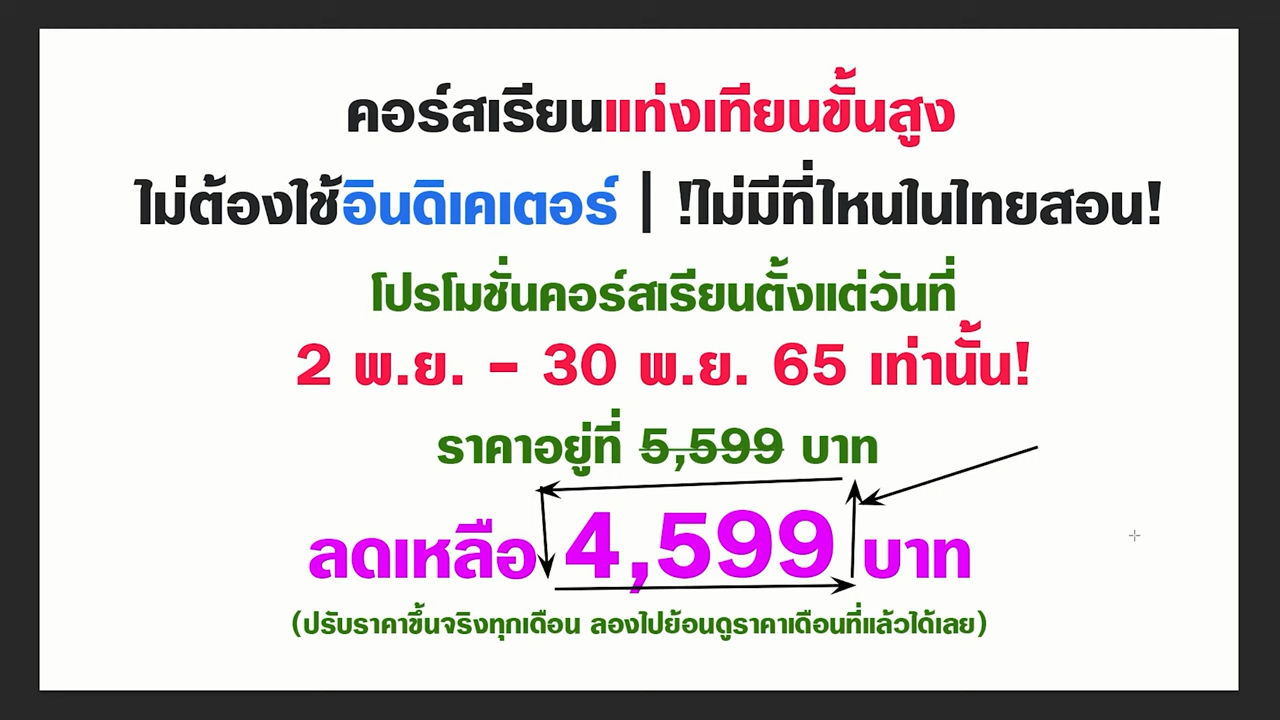 คอร์สเรียนแท่งเทียนขั้นสูง
ไม่ต้องใช้อินดิเคเตอร์ | !ไม่มีที่ไหนในไทยสอน!
โปรโมชั่นคอร์สเรียนตั้งแต่วันที่
2 พ.ย. - 30 พ.ย. 65 เท่านั้น!
ราคาอยู่ที่ 5,599 บาท
ลดเหลือ 4,599 บาท
(ปรับราคาขึ้นจริงทุกเดือน ลองไปย้อนดูราคาเดือนที่แล้วได้เลย)